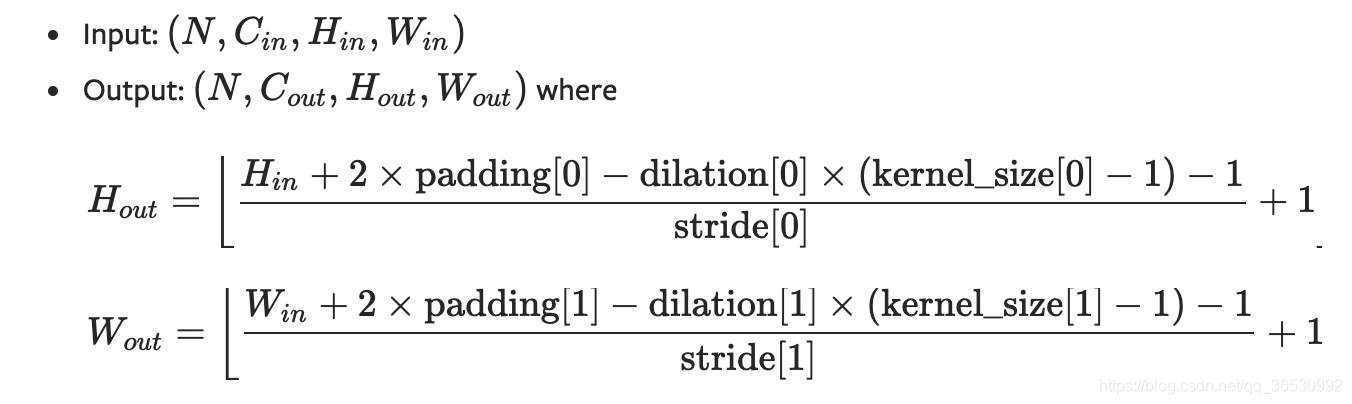 • Input: (N, C_in, H_in, W_in)
• Output: (N, C_out, H_out, W_out) where
H_out = ⌊ (H_in + 2 × padding[0] − dilation[0] × (kernel_size[0] − 1) − 1) / stride[0] + 1
W_out = ⌊ (W_in + 2 × padding[1] − dilation[1] × (kernel_size[1] − 1) − 1) / stride[1] + 1
https://blog.csdn.net/qq_36530992